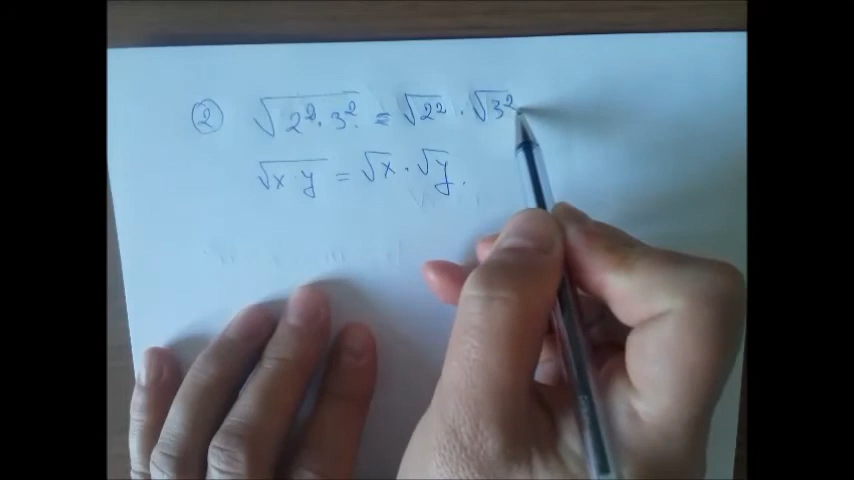 ② √(2².3²) = √2² . √3²
√(x.y) = √x . √y.